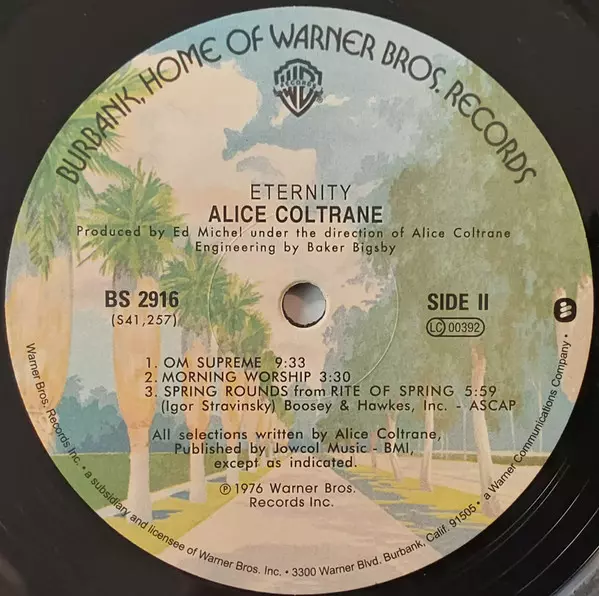 BURBANK, HOME OF WARNER BROS. RECORDS
RECORDS
ETERNITY
ALICE COLTRANE
Produced by Ed Michel under the direction of Alice Coltrane
Engineering by Baker Bigsby
BS 2916
(S41,257)
SIDE II
LC 00392
1. OM SUPREME 9:33
2. MORNING WORSHIP 3:30
3. SPRING ROUNDS from RITE OF SPRING 5:59
(Igor Stravinsky) Boosey & Hawkes, Inc. - ASCAP
All selections written by Alice Coltrane,
Published by Jowcol Music - BMI,
except as indicated.
℗ 1976 Warner Bros.
Records Inc.
Warner Bros. Records Inc. • a subsidiary and licensee of Warner Bros. Inc. • 3300 Warner Blvd. Burbank, Calif. 91505 • a Warner Communications Company •